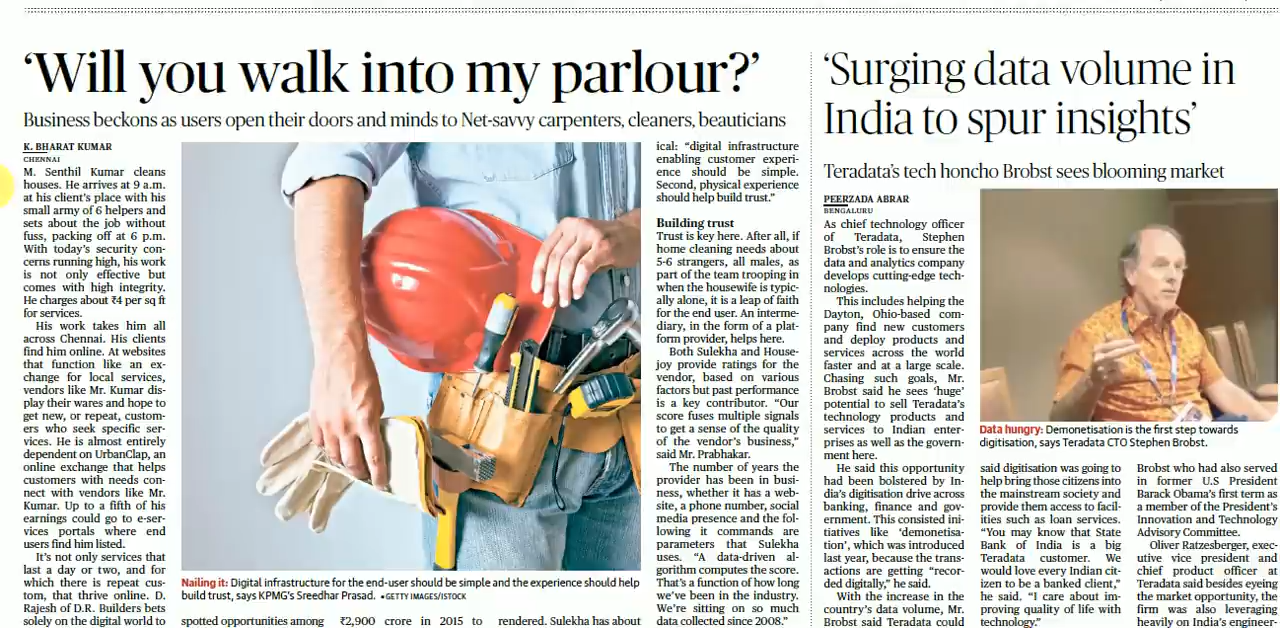 ‘Will you walk into my parlour?’
Business beckons as users open their doors and minds to Net-savvy carpenters, cleaners, beauticians
K. BHARAT KUMAR
CHENNAI
M. Senthil Kumar cleans
houses. He arrives at 9 a.m.
at his client’s place with his
small army of 6 helpers and
sets about the job without
fuss, packing off at 6 p.m.
With today’s security con-
cerns running high, his work
is not only effective but
comes with high integrity.
He charges about ₹4 per sq ft
for services.
His work takes him all
across Chennai. His clients
find him online. At websites
that function like an ex-
change for local services,
vendors like Mr. Kumar dis-
play their wares and hope to
get new, or repeat, custom-
ers who seek specific ser-
vices. He is almost entirely
dependent on UrbanClap, an
online exchange that helps
customers with needs con-
nect with vendors like Mr.
Kumar. Up to a fifth of his
earnings could go to e-ser-
vices portals where end
users find him listed.
It’s not only services that
last a day or two, and for
which there is repeat cus-
tom, that thrive online. D.
Rajesh of D.R. Builders bets
solely on the digital world to
Nailing it: Digital infrastructure for the end-user should be simple and the experience should help
build trust, says KPMG’s Sreedhar Prasad. •GETTY IMAGES/ISTOCK
spotted opportunities among
₹2,900 crore in 2015 to
rendered. Sulekha has about
ical: “digital infrastructure
enabling customer experi-
ence should be simple.
Second, physical experience
should help build trust.”
Building trust
Trust is key here. After all, if
home cleaning needs about
5-6 strangers, all males, as
part of the team trooping in
when the housewife is typic-
ally alone, it is a leap of faith
for the end user. An interme-
diary, in the form of a plat-
form provider, helps here.
Both Sulekha and House-
joy provide ratings for the
vendor, based on various
factors but past performance
is a key contributor. “Our
score fuses multiple signals
to get a sense of the quality
of the vendor’s business,”
said Mr. Prabhakar.
The number of years the
provider has been in busi-
ness, whether it has a web-
site, a phone number, social
media presence and the fol-
lowing it commands are
parameters that Sulekha
uses. “A data-driven al-
gorithm computes the score.
That’s a function of how long
we’ve been in the industry.
We’re sitting on so much
data collected since 2008.”
‘Surging data volume in
India to spur insights’
Teradata’s tech honcho Brobst sees blooming market
PEERZADA ABRAR
BENGALURU
As chief technology officer
of Teradata, Stephen
Brobst’s role is to ensure the
data and analytics company
develops cutting-edge tech-
nologies.
This includes helping the
Dayton, Ohio-based com-
pany find new customers
and deploy products and
services across the world
faster and at a large scale.
Chasing such goals, Mr.
Brobst said he sees ‘huge’
potential to sell Teradata’s
technology products and
services to Indian enter-
prises as well as the govern-
ment here.
He said this opportunity
had been bolstered by In-
dia’s digitisation drive across
banking, finance and gov-
ernment. This consisted ini-
tiatives like ‘demonetisa-
tion’, which was introduced
last year, because the trans-
actions are getting “recor-
ded digitally,” he said.
With the increase in the
country’s data volume, Mr.
Brobst said Teradata could
Data hungry: Demonetisation is the first step towards
digitisation, says Teradata CTO Stephen Brobst.
said digitisation was going to
help bring those citizens into
the mainstream society and
provide them access to facil-
ities such as loan services.
“You may know that State
Bank of India is a big
Teradata customer. We
would love every Indian cit-
izen to be a banked client,”
he said. “I care about im-
proving quality of life with
technology.”
Brobst who had also served
in former U.S President
Barack Obama’s first term as
a member of the President’s
Innovation and Technology
Advisory Committee.
Oliver Ratzesberger, exec-
utive vice president and
chief product officer at
Teradata said besides eyeing
the market opportunity, the
firm was also leveraging
heavily on India’s engineer-